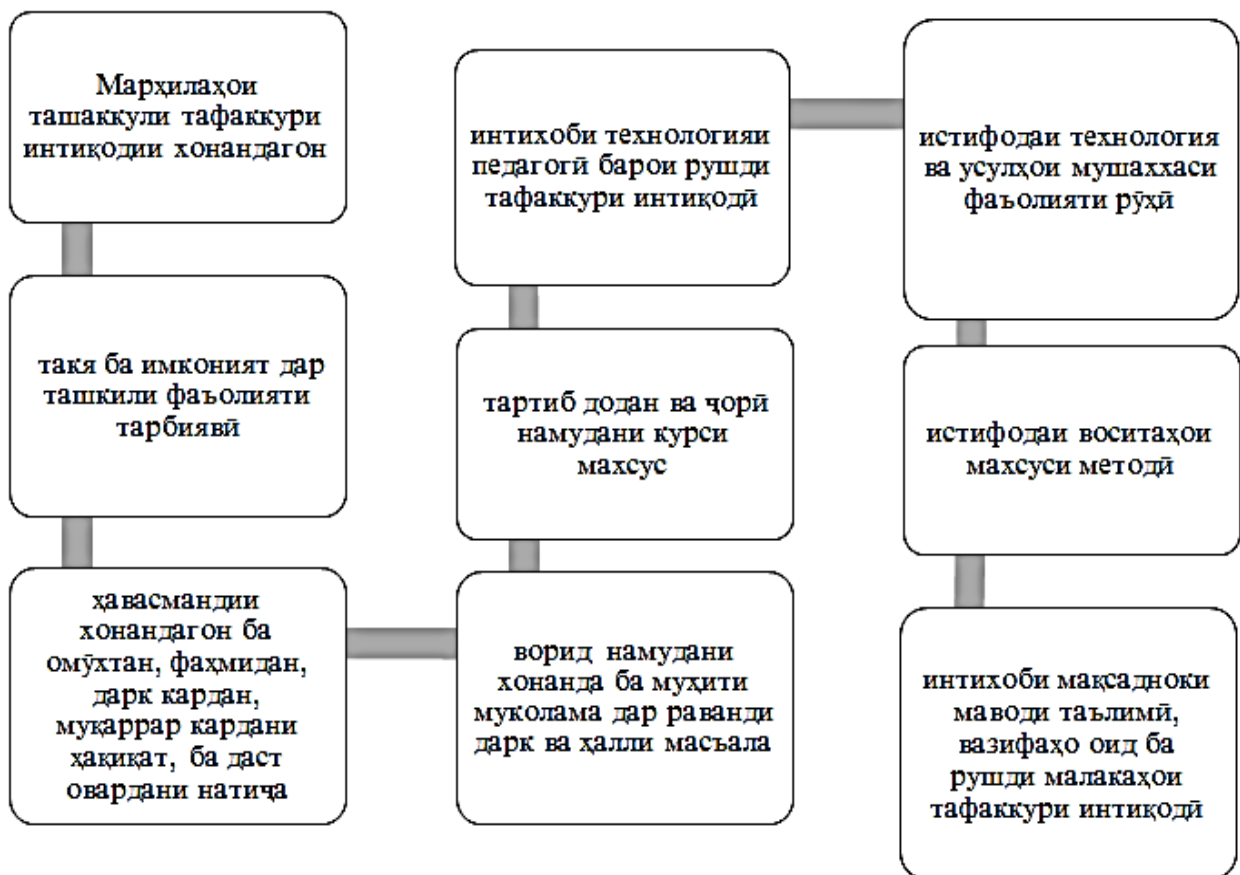 Марҳилаҳои
ташаккули тафаккури
интиқодии хонандагон
такя ба имконият дар
ташкили фаъолияти
тарбиявӣ
ҳавасмандии
хонандагон ба
омӯхтан, фаҳмидан,
дарк кардан,
муқаррар кардани
ҳақиқат, ба даст
овардани натиҷа
ворид намудани
хонанда ба муҳити
муколама дар раванди
дарк ва ҳалли масъала
тартиб додан ва ҷорӣ
намудани курси
махсус
интихоби технологияи
педагогӣ барои рушди
тафаккури интиқодӣ
истифодаи технология
ва усулҳои мушаххаси
фаъолияти рӯҳӣ
истифодаи воситаҳои
махсуси методӣ
интихоби мақсадноки
маводи таълимӣ,
вазифаҳо оид ба
рушди малакаҳои
тафаккури интиқодӣ